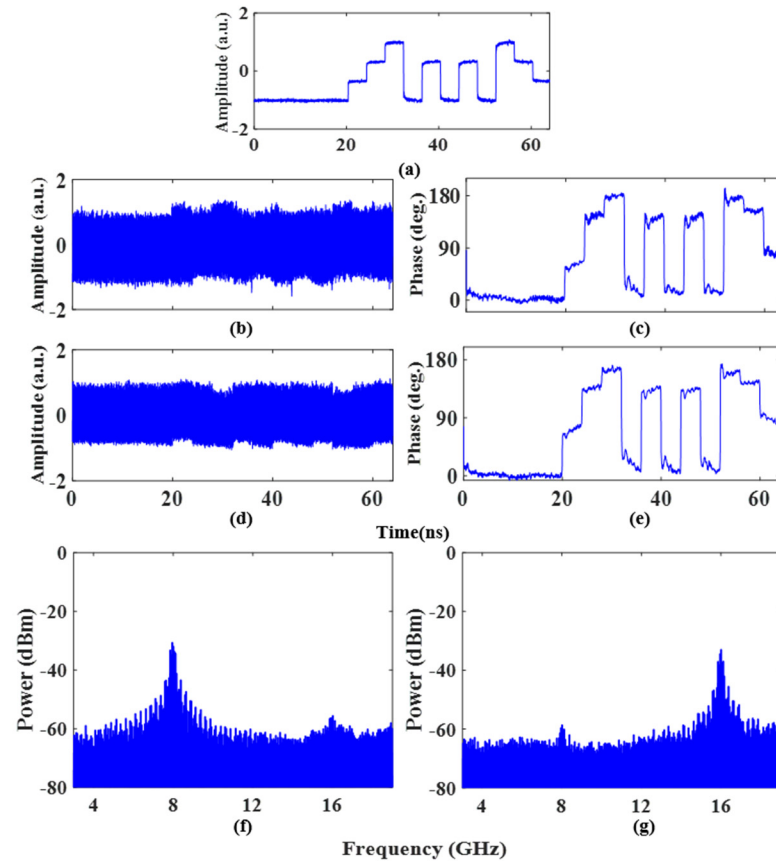 2
Amplitude (a.u.)
0
-2
0 20 40 60
(a)
2
Amplitude (a.u.)
0
-2
(b)
180
Phase (deg.)
90
0
(c)
2
Amplitude (a.u.)
0
-2
0 20 40 60
(d)
180
Phase (deg.)
90
0
0 20 40 60
(e)
Time(ns)
0
-20
Power (dBm)
-40
-60
-80
4 8 12 16
(f)
0
-20
Power (dBm)
-40
-60
-80
4 8 12 16
(g)
Frequency (GHz)